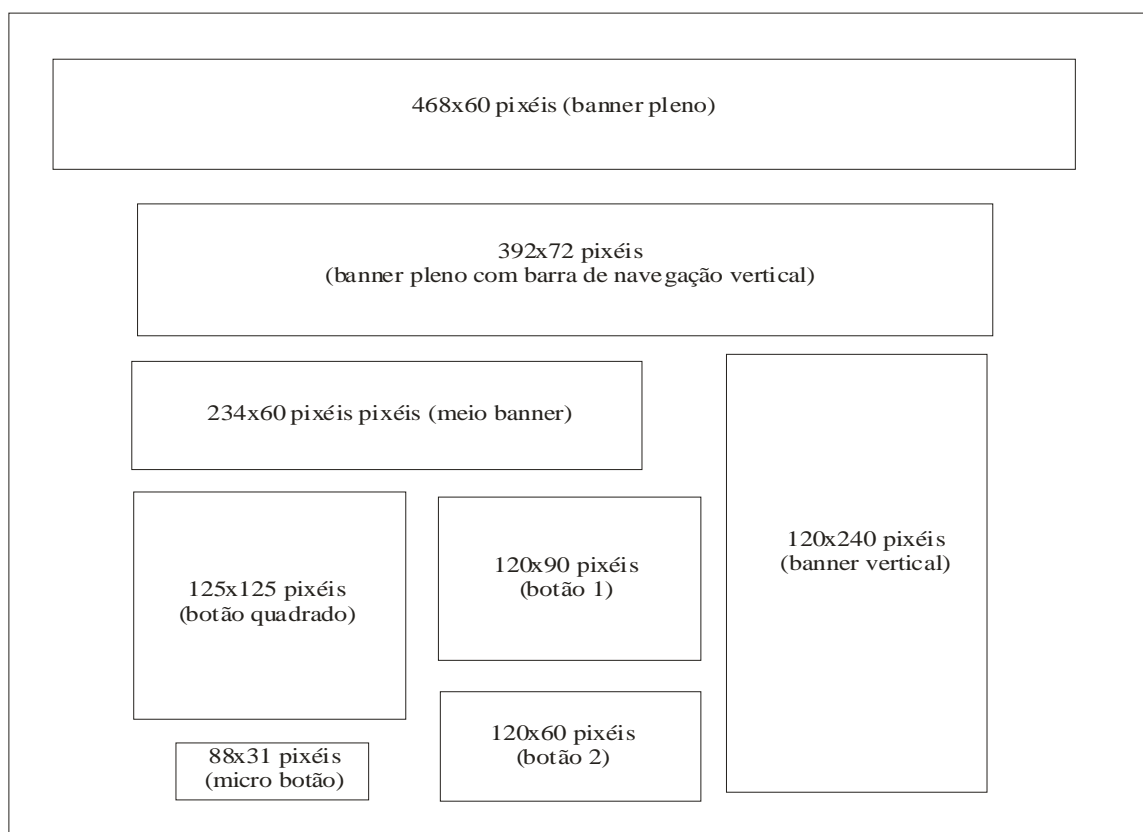 468x60 pixéis (banner pleno)
392x72 pixéis
(banner pleno com barra de navegação vertical)
234x60 pixéis pixéis (meio banner)
125x125 pixéis
(botão quadrado)
120x90 pixéis
(botão 1)
120x240 pixéis
(banner vertical)
88x31 pixéis
(micro botão)
120x60 pixéis
(botão 2)